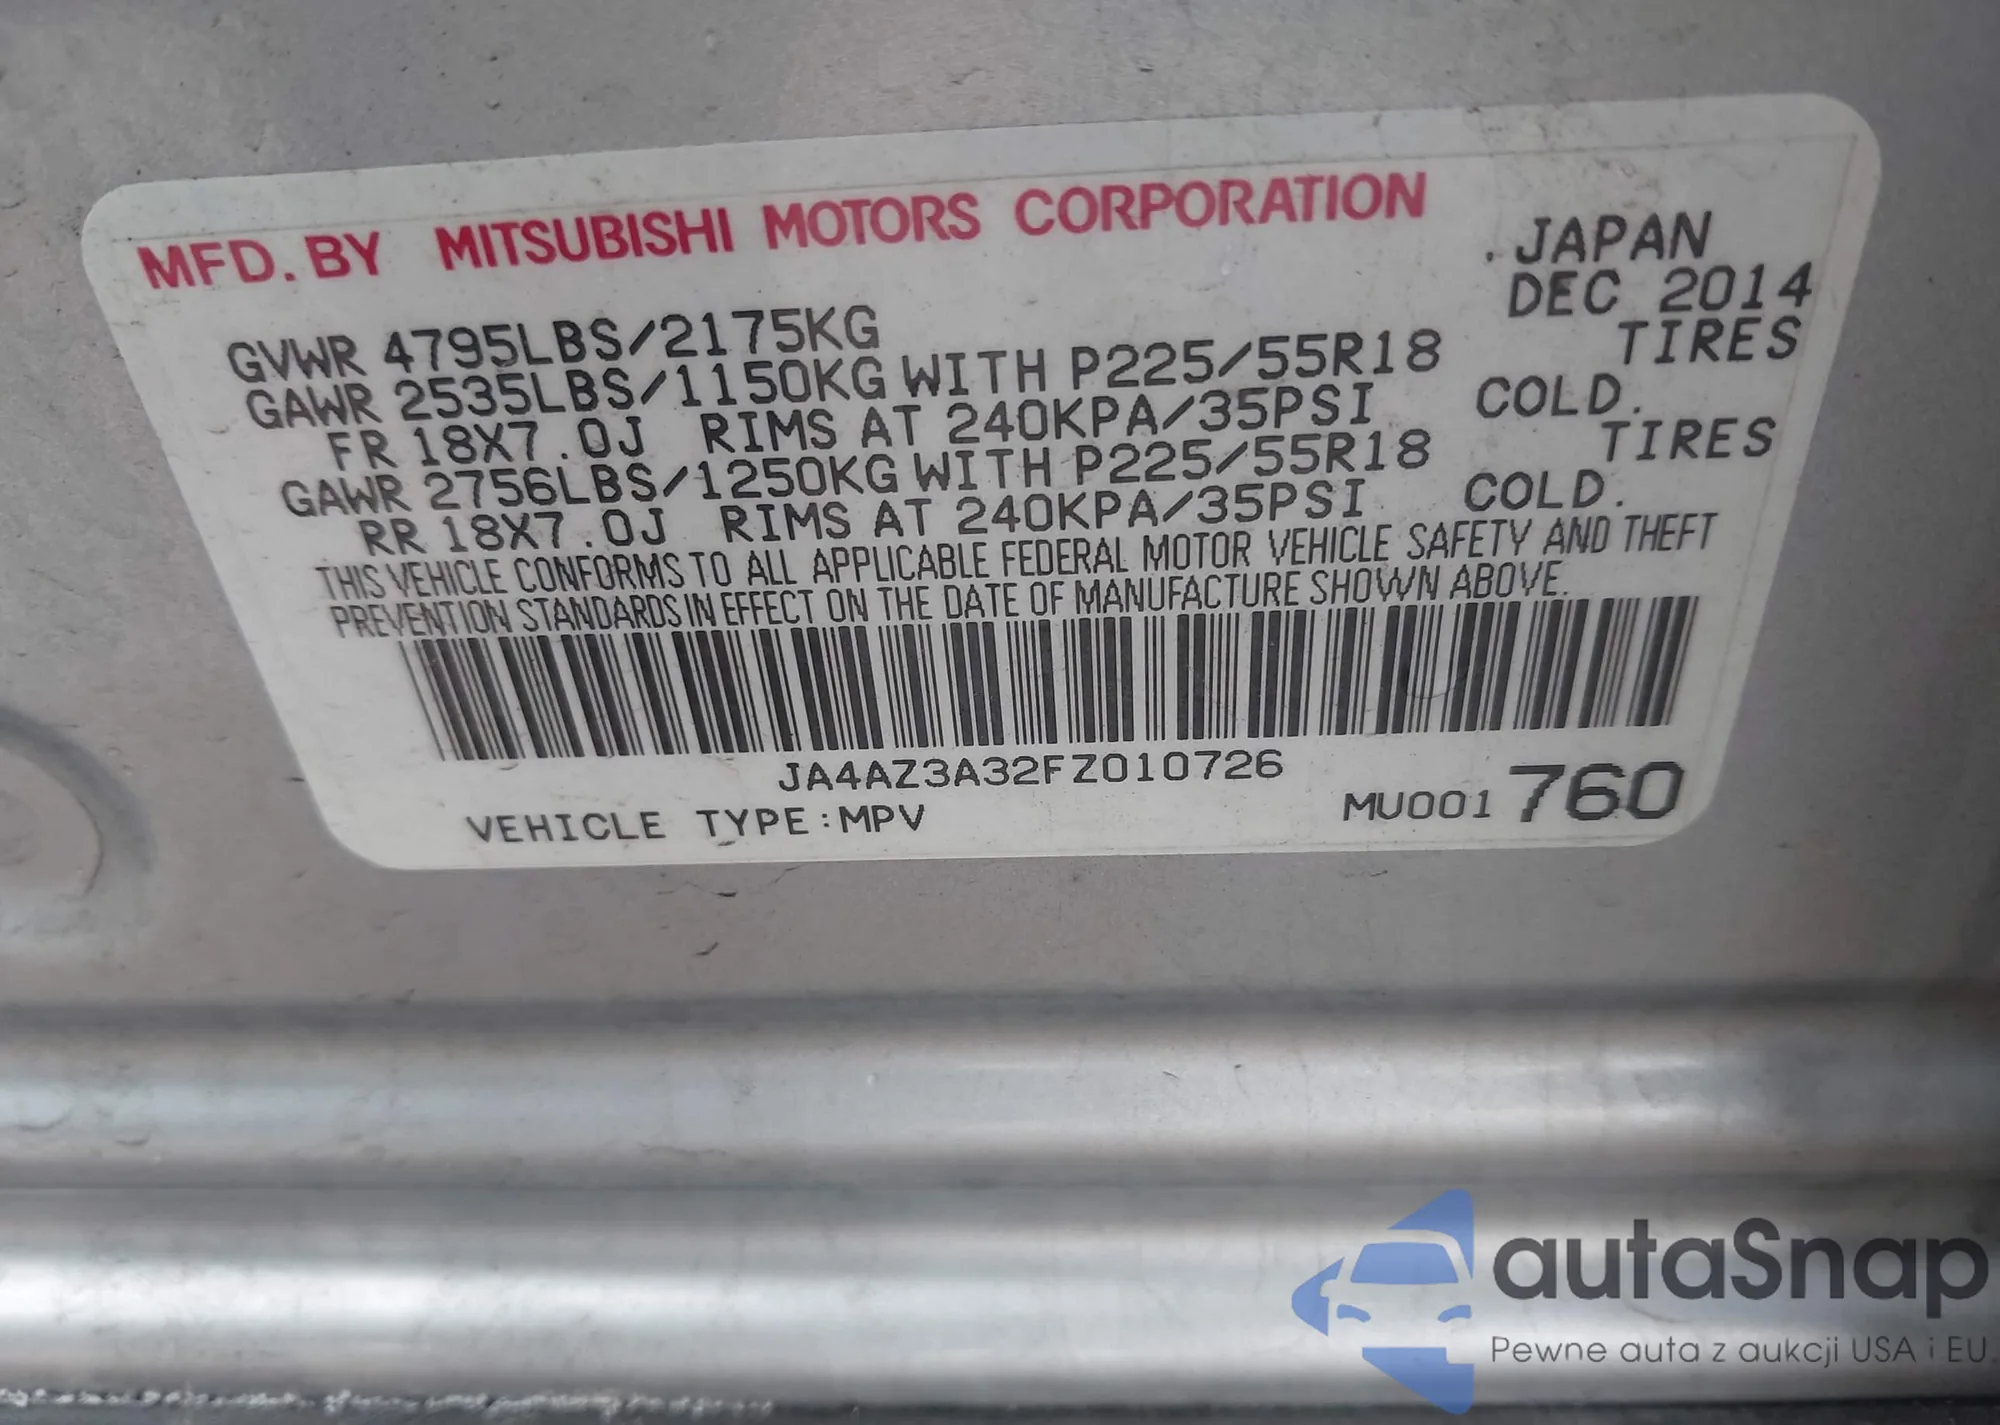 MFD. BY MITSUBISHI MOTORS CORPORATION
. JAPAN
DEC 2014
GVWR 4795LBS/2175KG
GAWR 2535LBS/1150KG WITH P225/55R18 TIRES
FR 18X7.0J RIMS AT 240KPA/35PSI COLD.
GAWR 2756LBS/1250KG WITH P225/55R18 TIRES
RR 18X7.0J RIMS AT 240KPA/35PSI COLD.
THIS VEHICLE CONFORMS TO ALL APPLICABLE FEDERAL MOTOR VEHICLE SAFETY AND THEFT
PREVENTION STANDARDS IN EFFECT ON THE DATE OF MANUFACTURE SHOWN ABOVE.
JA4AZ3A32FZ010726
VEHICLE TYPE:MPV
MU001 760
autaSnap
Pewne auta z aukcji USA i EU